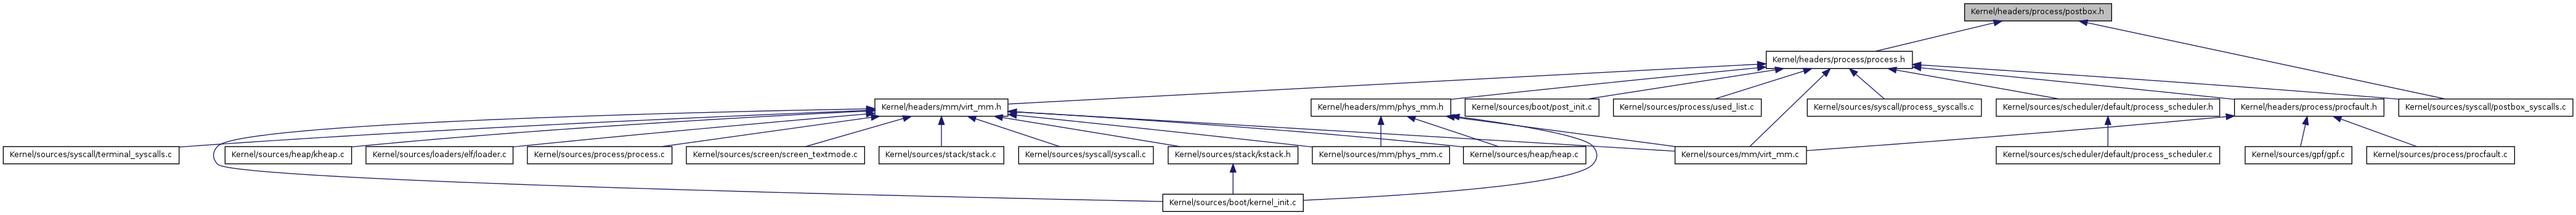 Kernel/headers/process/postbox.h
Kernel/headers/process/process.h
Kernel/headers/mm/virt_mm.h
Kernel/headers/mm/phys_mm.h
Kernel/sources/boot/post_init.c
Kernel/sources/process/used_list.c
Kernel/sources/syscall/process_syscalls.c
Kernel/sources/scheduler/default/process_scheduler.h
Kernel/headers/process/procfault.h
Kernel/sources/syscall/postbox_syscalls.c
Kernel/sources/syscall/terminal_syscalls.c
Kernel/sources/heap/kheap.c
Kernel/sources/loaders/elf/loader.c
Kernel/sources/process/process.c
Kernel/sources/screen/screen_textmode.c
Kernel/sources/stack/stack.c
Kernel/sources/syscall/syscall.c
Kernel/sources/stack/kstack.h
Kernel/sources/mm/phys_mm.c
Kernel/sources/heap/heap.c
Kernel/sources/mm/virt_mm.c
Kernel/sources/scheduler/default/process_scheduler.c
Kernel/sources/gpf/gpf.c
Kernel/sources/process/procfault.c
Kernel/sources/boot/kernel_init.c